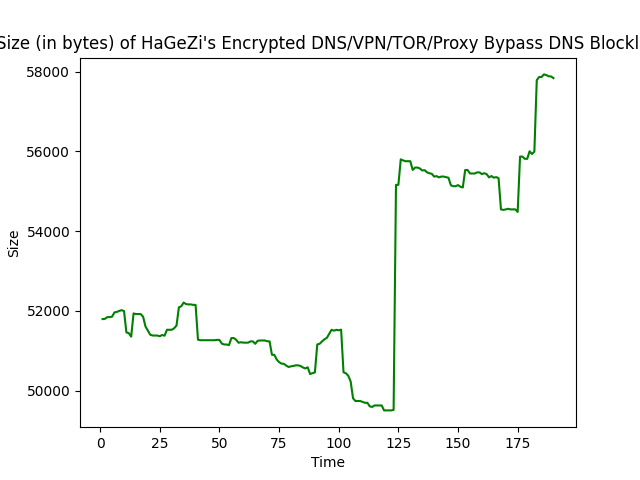 Size (in bytes) of HaGeZi's Encrypted DNS/VPN/TOR/Proxy Bypass DNS Blockl
58000
56000
54000
52000
50000
Size
0 25 50 75 100 125 150 175
Time